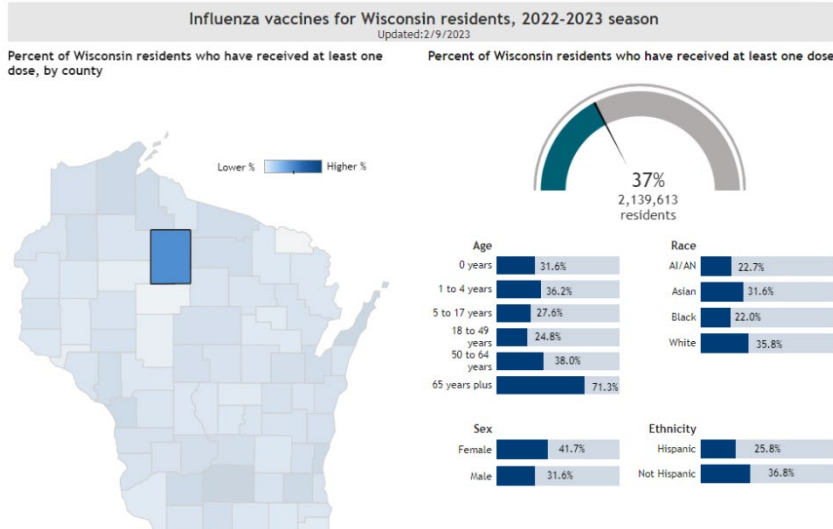 Influenza vaccines for Wisconsin residents, 2022-2023 season
Updated:2/9/2023
Percent of Wisconsin residents who have received at least one
dose, by county
Lower %
Higher %
Percent of Wisconsin residents who have received at least one dose
37%
2,139,613
residents
Age
0 years 31.6%
1 to 4 years 36.2%
5 to 17 years 27.6%
18 to 49
years 24.8%
50 to 64
years 38.0%
65 years plus 71.3%
Race
AI/AN 22.7%
Asian 31.6%
Black 22.0%
White 35.8%
Sex
Female 41.7%
Male 31.6%
Ethnicity
Hispanic 25.8%
Not Hispanic 36.8%